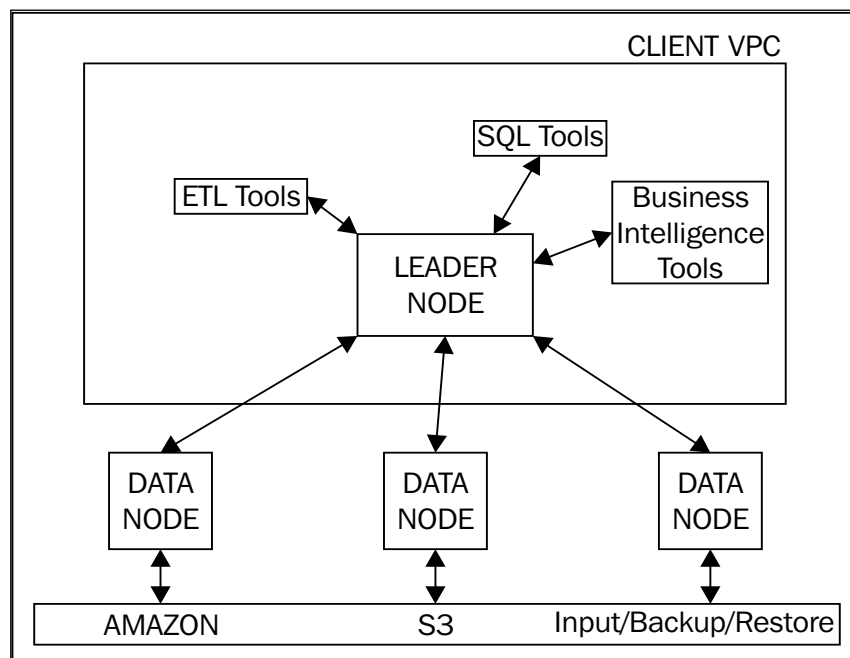 CLIENT VPC
SQL Tools
ETL Tools
Business
Intelligence
Tools
LEADER
NODE
DATA
NODE
DATA
NODE
DATA
NODE
AMAZON S3 Input/Backup/Restore